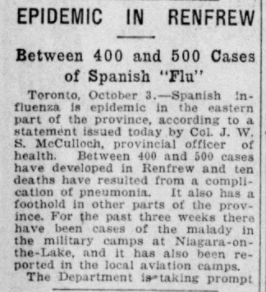 EPIDEMIC IN RENFREW
Between 400 and 500 Cases
of Spanish "Flu"
Toronto, October 3.—Spanish in-
fluenza is epidemic in the eastern
part of the province, according to a
statement issued today by Col. J. W.
S. McCulloch, provincial officer of
health. Between 400 and 500 cases
have developed in Renfrew and ten
deaths have resulted from a compli-
cation of pneumonia. It also has a
foothold in other parts of the prov-
ince. For the past three weeks there
have been cases of the malady in
the military camps at Niagara-on-
the-Lake, and it has also been re-
ported in the local aviation camps.
The Department is taking prompt